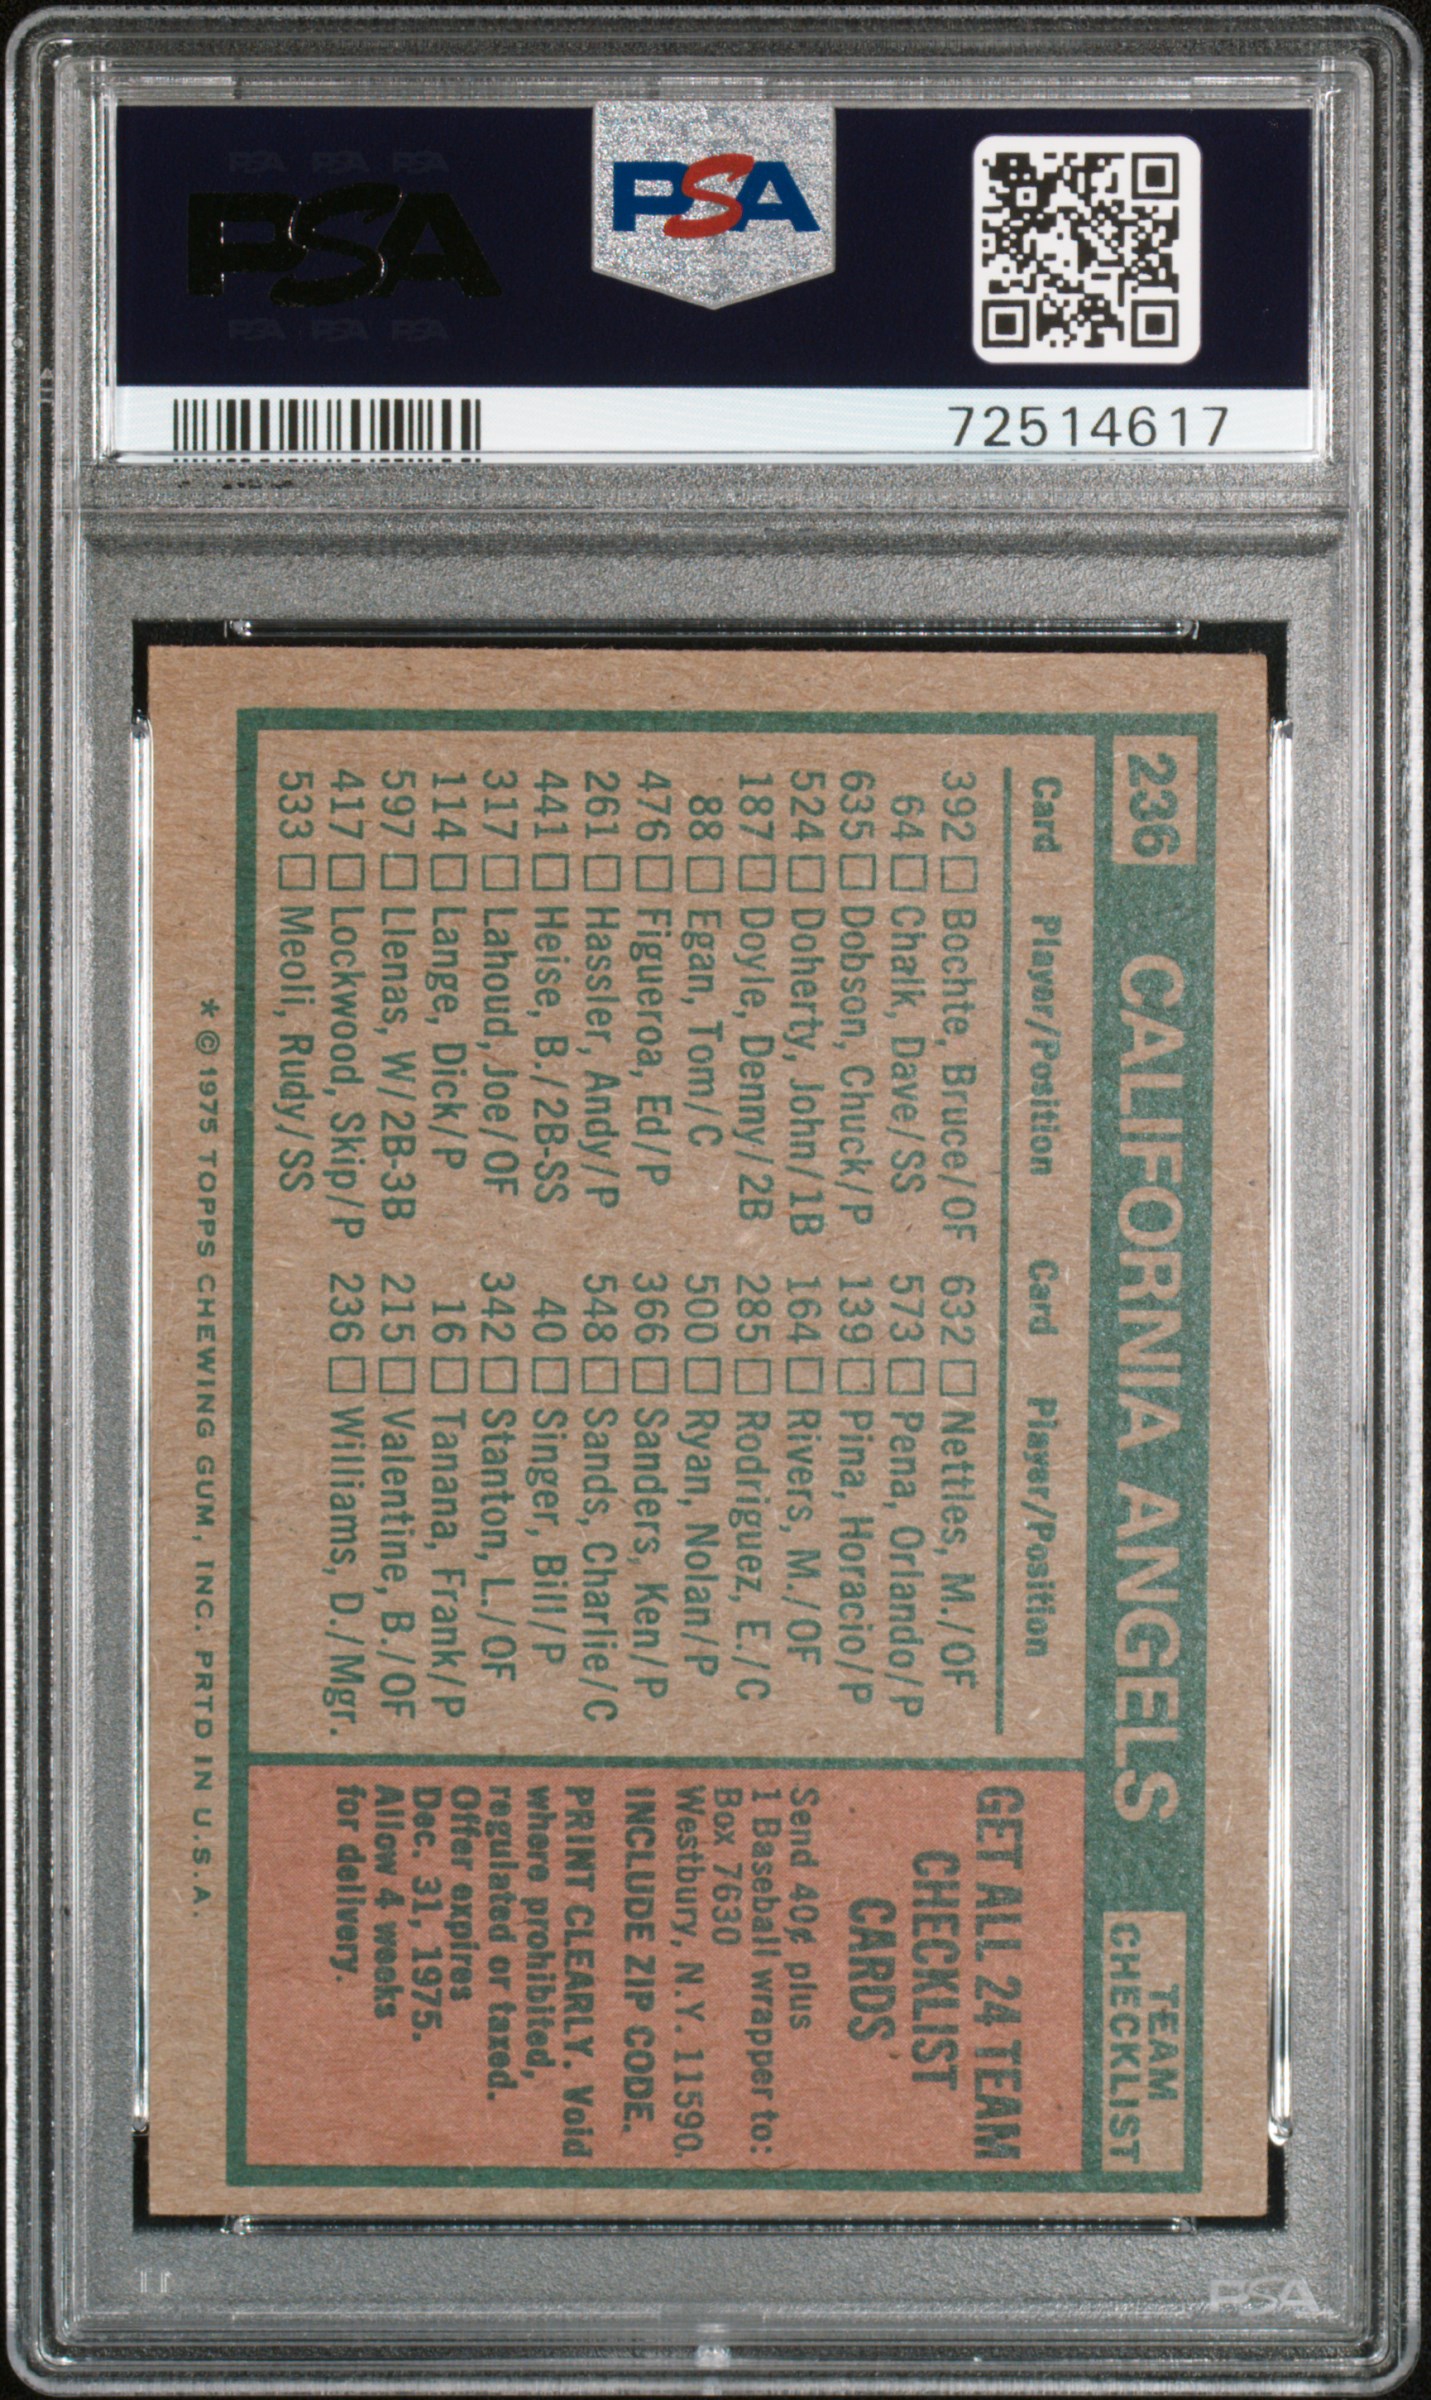 PSA PSA PSA
PSA
PSA PSA PSA
PSA
72514617
236 CALIFORNIA ANGELS TEAM CHECKLIST
Card Player/Position Card Player/Position
392 Bochte, Bruce/OF 632 Nettles, M./OF
64 Chalk, Dave/SS 573 Pena, Orlando/P
635 Dobson, Chuck/P 139 Pina, Horacio/P
524 Doherty, John/1B 164 Rivers, M./OF
187 Doyle, Denny/2B 285 Rodriguez, E./C
88 Egan, Tom/C 500 Ryan, Nolan/P
476 Figueroa, Ed/P 366 Sanders, Ken/P
261 Hassler, Andy/P 548 Sands, Charlie/C
441 Heise, B./2B-SS 40 Singer, Bill/P
317 Lahoud, Joe/OF 342 Stanton, L./OF
114 Lange, Dick/P 16 Tanana, Frank/P
597 Llenas, W/2B-3B 215 Valentine, B./OF
417 Lockwood, Skip/P 236 Williams, D./Mgr.
533 Meoli, Rudy/SS
GET ALL 24 TEAM
CHECKLIST
CARDS
Send 40¢ plus
1 Baseball wrapper to:
Box 7630
Westbury, N.Y. 11590.
INCLUDE ZIP CODE.
PRINT CLEARLY. Void
where prohibited,
regulated or taxed.
Offer expires
Dec. 31, 1975.
Allow 4 weeks
for delivery.
* © 1975 TOPPS CHEWING GUM, INC. PRTD IN U.S.A.
PSA